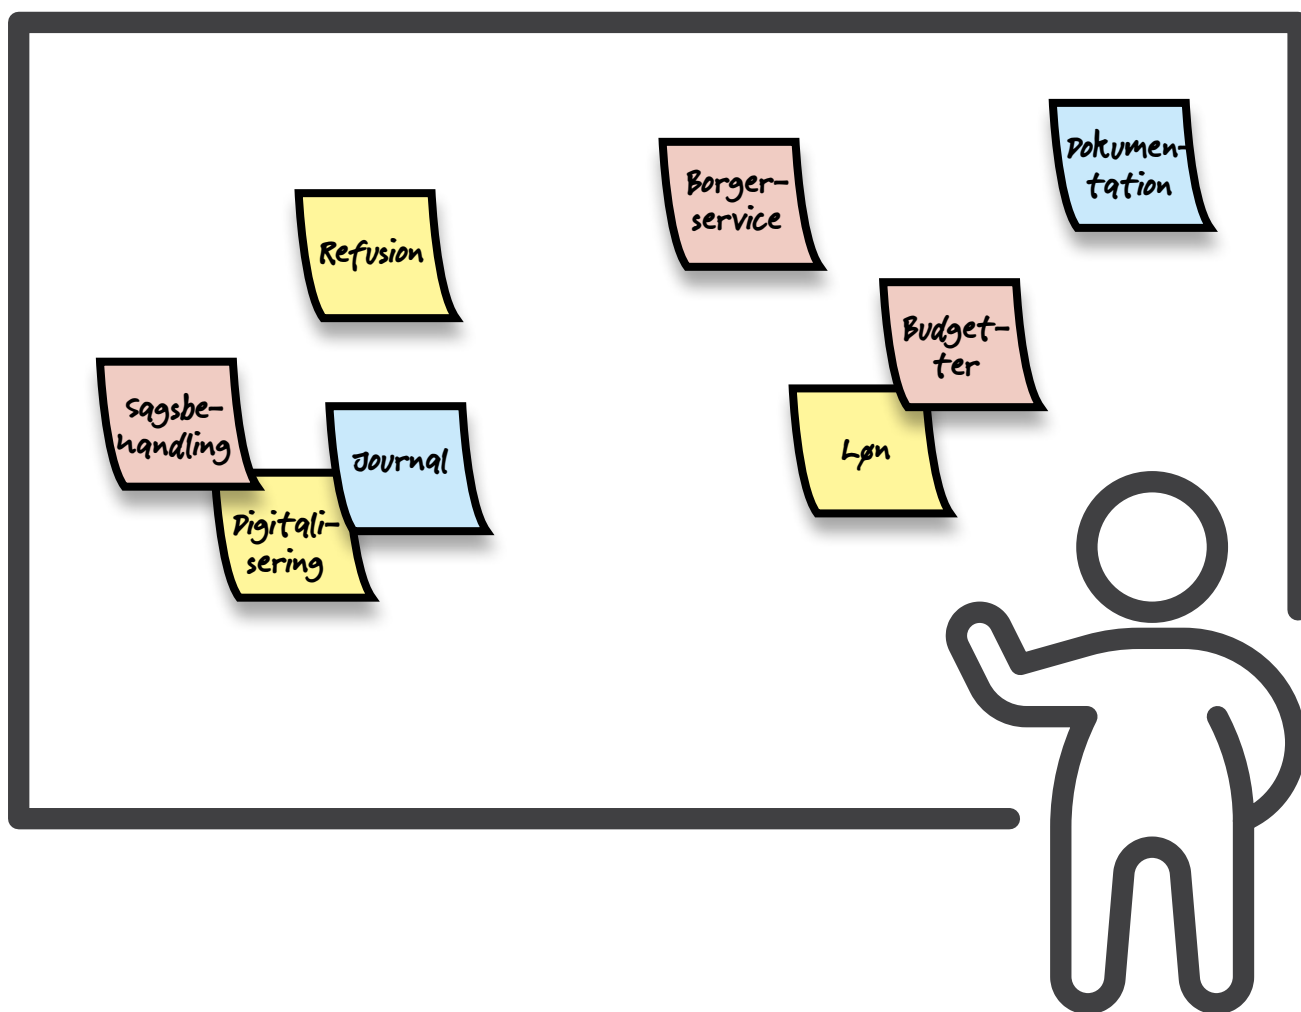 Dokumen-
tation
Borger-
service
Refusion
Budget-
ter
Sagsbe-
handling
Journal
Løn
Digitali-
sering